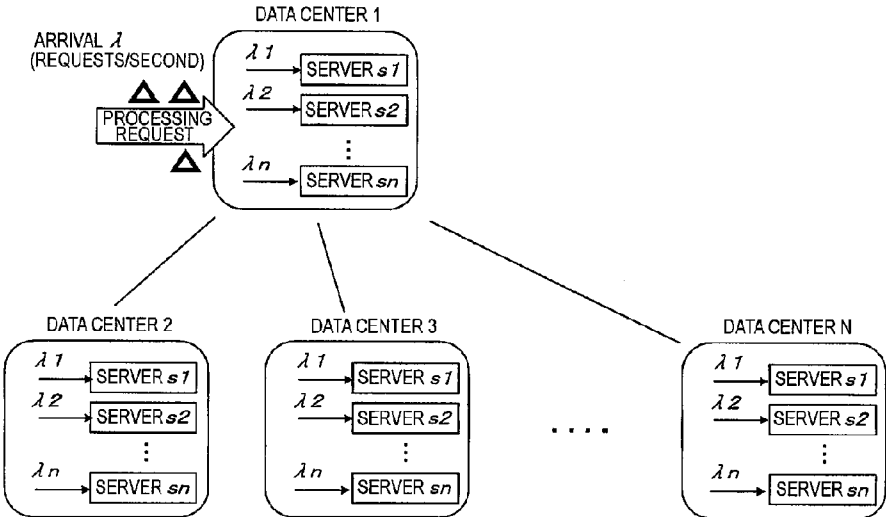 DATA CENTER 1
ARRIVAL λ
(REQUESTS/SECOND)
PROCESSING
REQUEST
λ1
SERVER s1
λ2
SERVER s2
λn
SERVER sn
DATA CENTER 2
λ1
SERVER s1
λ2
SERVER s2
λn
SERVER sn
DATA CENTER 3
λ1
SERVER s1
λ2
SERVER s2
λn
SERVER sn
DATA CENTER N
λ1
SERVER s1
λ2
SERVER s2
λn
SERVER sn